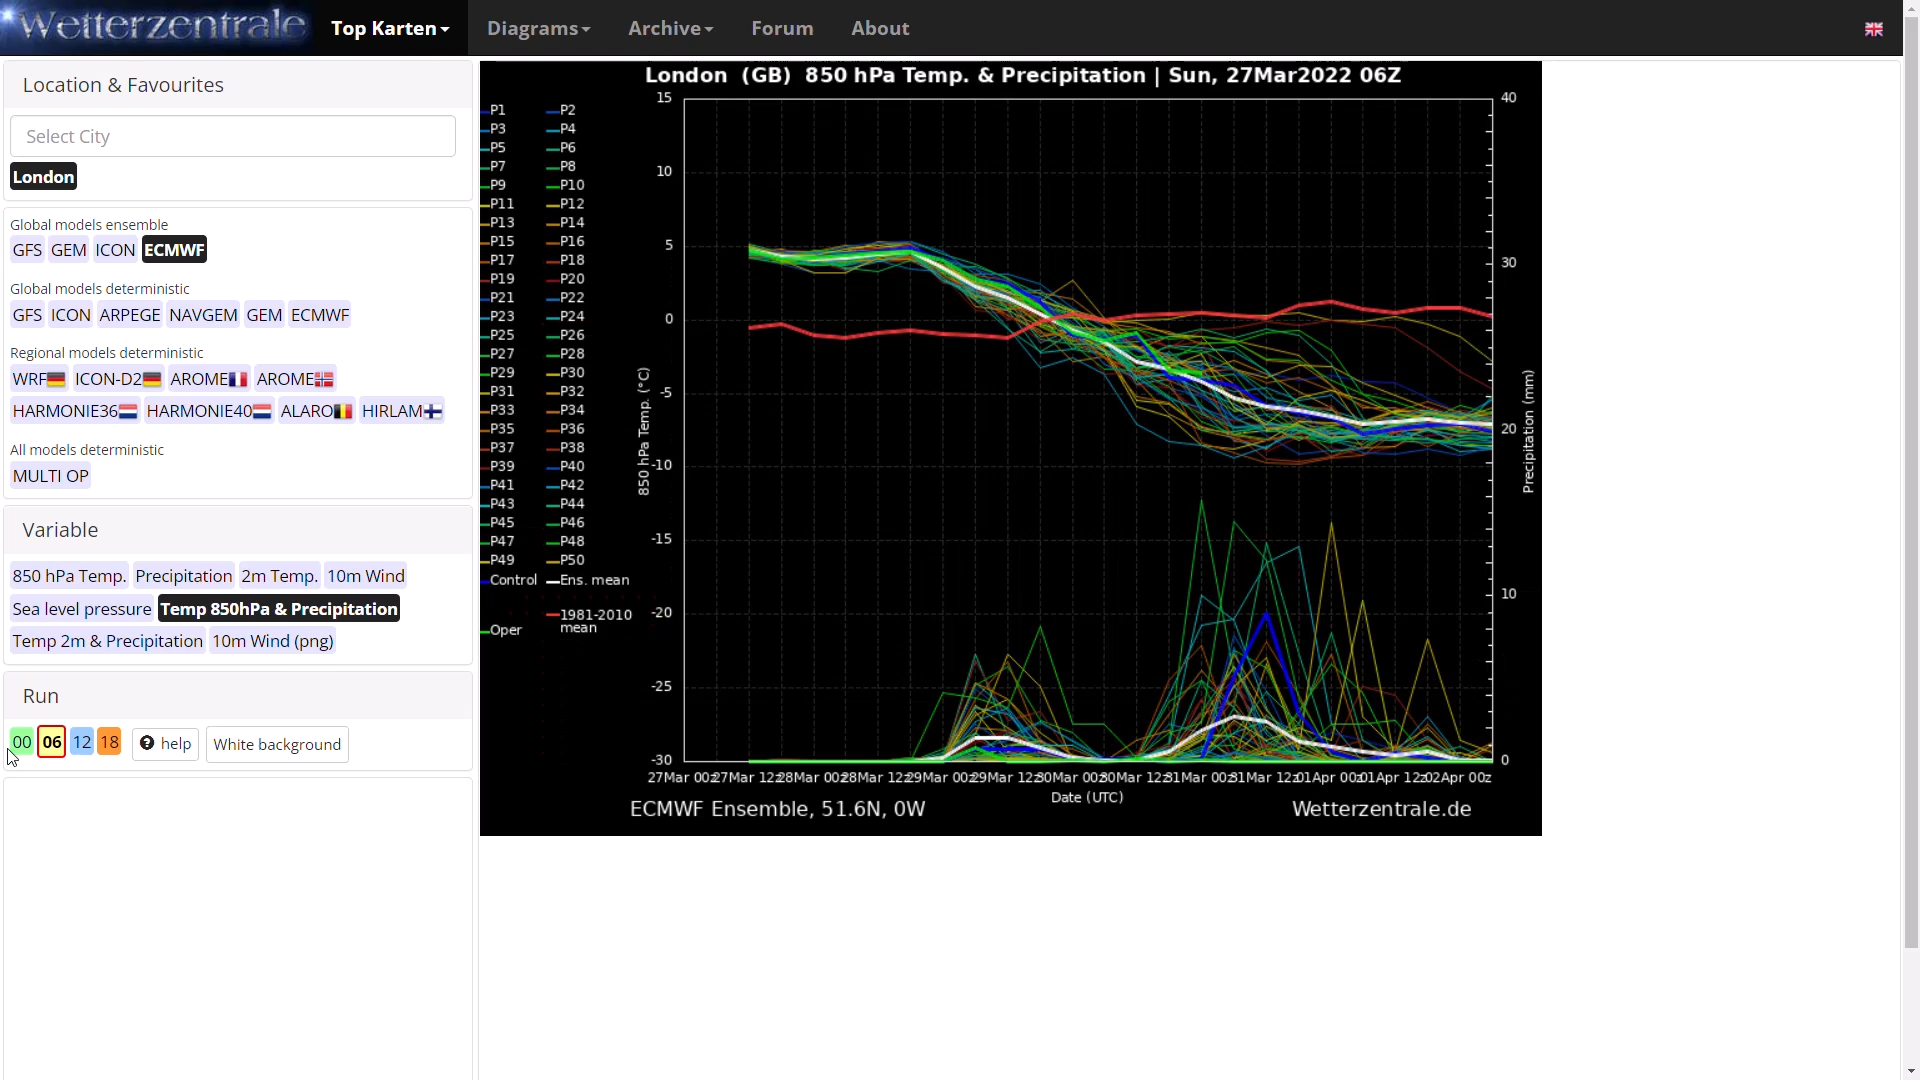 Wetterzentrale Top Karten Diagrams Archive Forum About
Location & Favourites
Select City
London
Global models ensemble
GFS GEM ICON ECMWF
Global models deterministic
GFS ICON ARPEGE NAVGEM GEM ECMWF
Regional models deterministic
WRF ICON-D2 AROME AROME
HARMONIE36 HARMONIE40 ALARO HIRLAM
All models deterministic
MULTI OP
Variable
850 hPa Temp. Precipitation 2m Temp. 10m Wind
Sea level pressure Temp 850hPa & Precipitation
Temp 2m & Precipitation 10m Wind (png)
Run
00 06 12 18 help White background
London (GB) 850 hPa Temp. & Precipitation | Sun, 27Mar2022 06Z
P1 P2
P3 P4
P5 P6
P7 P8
P9 P10
P11 P12
P13 P14
P15 P16
P17 P18
P19 P20
P21 P22
P23 P24
P25 P26
P27 P28
P29 P30
P31 P32
P33 P34
P35 P36
P37 P38
P39 P40
P41 P42
P43 P44
P45 P46
P47 P48
P49 P50
Control Ens. mean
1981-2010
mean
Oper
850 hPa Temp. (°C)
15
10
5
0
-5
-10
-15
-20
-25
-30
40
30
20
10
0
Precipitation (mm)
27Mar 00z 27Mar 12z 28Mar 00z 28Mar 12z 29Mar 00z 29Mar 12z 30Mar 00z 30Mar 12z 31Mar 00z 31Mar 12z 01Apr 00z 01Apr 12z 02Apr 00z
Date (UTC)
ECMWF Ensemble, 51.6N, 0W Wetterzentrale.de